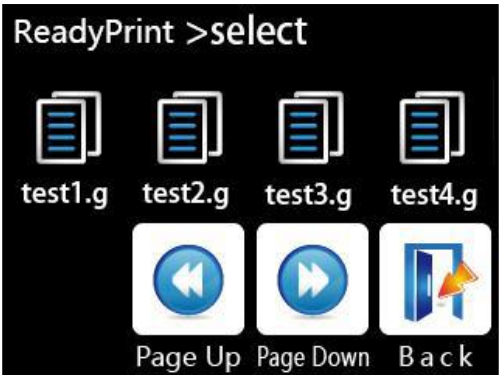 ReadyPrint >select
test1.g test2.g test3.g test4.g
Page Up Page Down Back